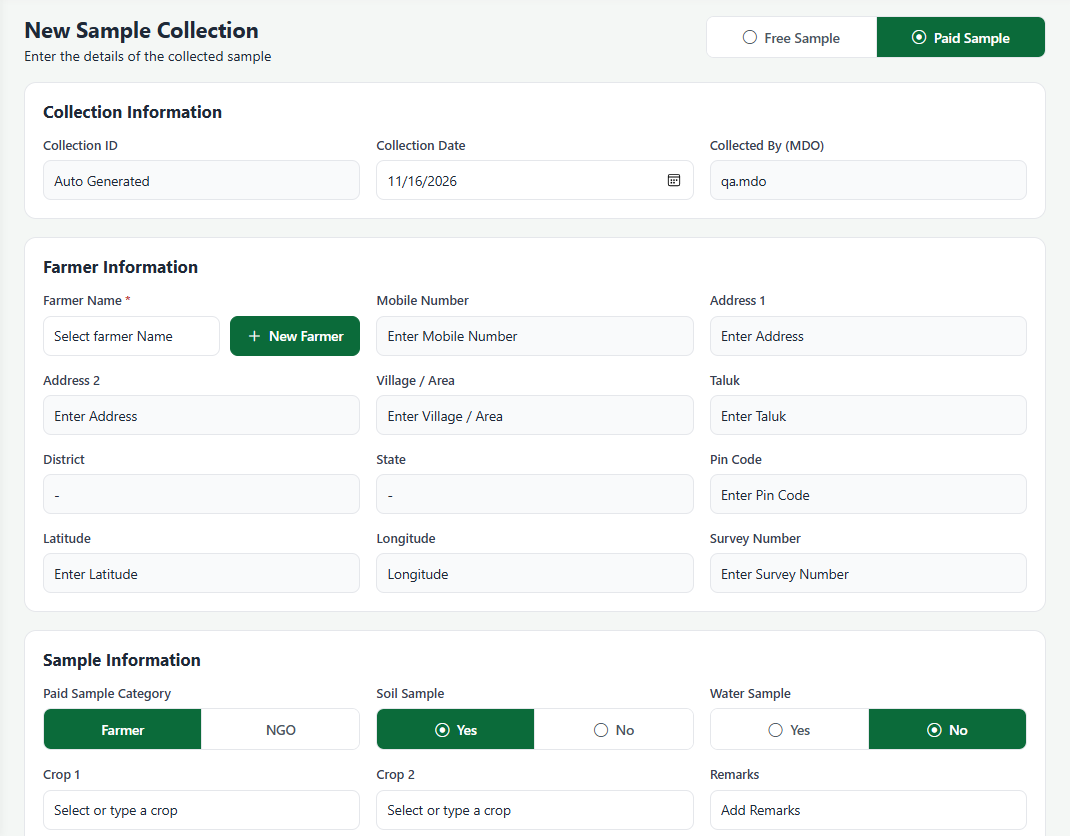 New Sample Collection
Enter the details of the collected sample
Free Sample
Paid Sample
Collection Information
Collection ID
Collection Date
Collected By (MDO)
Auto Generated
11/16/2026
qa.mdo
Farmer Information
Farmer Name *
Mobile Number
Address 1
Select farmer Name
+ New Farmer
Enter Mobile Number
Enter Address
Address 2
Village / Area
Taluk
Enter Address
Enter Village / Area
Enter Taluk
District
State
Pin Code
-
-
Enter Pin Code
Latitude
Longitude
Survey Number
Enter Latitude
Longitude
Enter Survey Number
Sample Information
Paid Sample Category
Soil Sample
Water Sample
Farmer
NGO
Yes
No
Yes
No
Crop 1
Crop 2
Remarks
Select or type a crop
Select or type a crop
Add Remarks